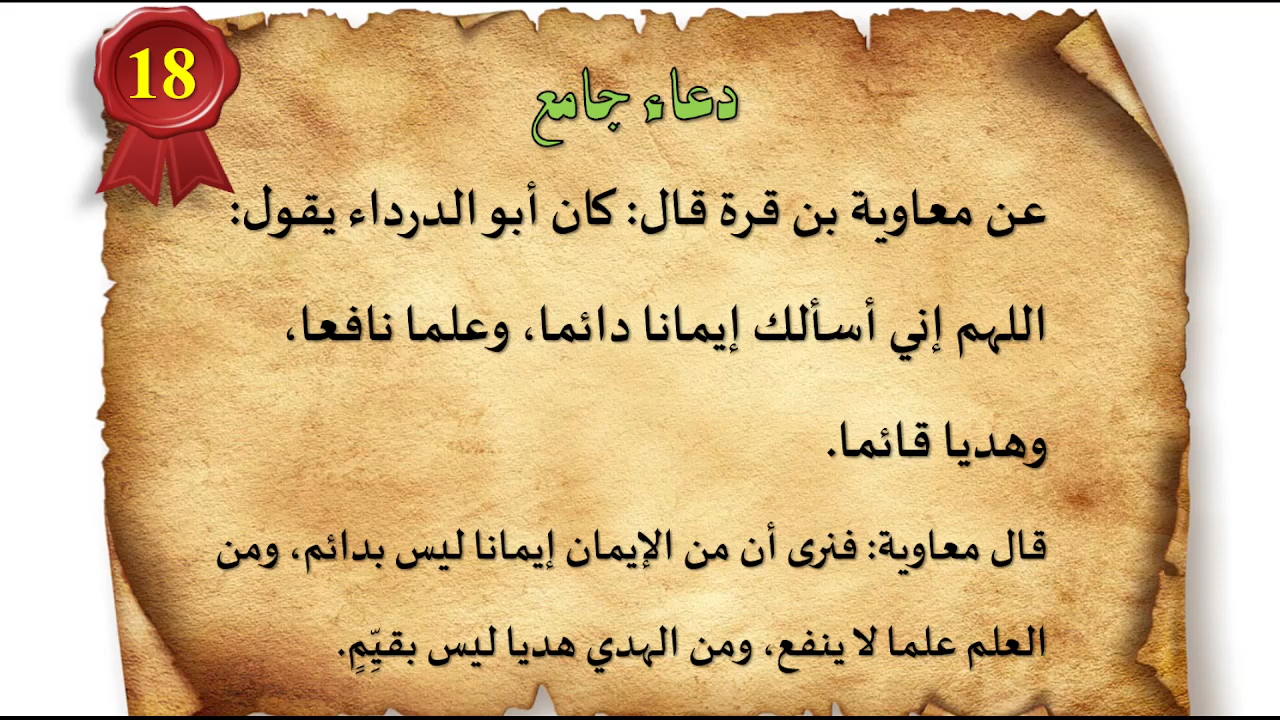 18
دعاء جامع
عن معاوية بن قرة قال: كان أبو الدرداء يقول:
اللهم إني أسألك إيمانا دائما، وعلما نافعا،
وهديا قائما.
قال معاوية: فنرى أن من الإيمان إيمانا ليس بدائم، ومن
العلم علما لا ينفع، ومن الهدي هديا ليس بقيِّمٍ.